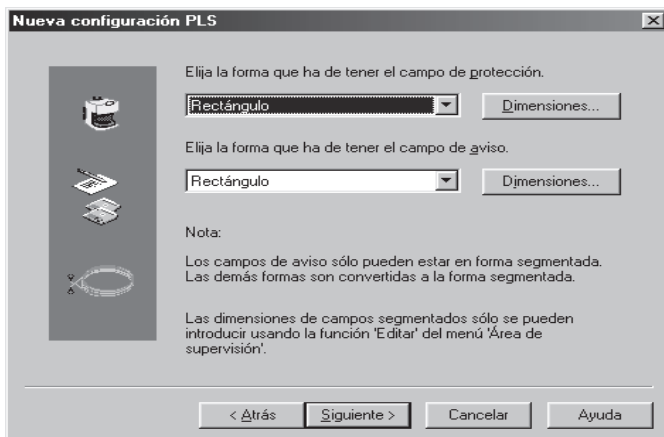 Nueva configuración PLS
Elija la forma que ha de tener el campo de protección.
Rectángulo
Dimensiones...
Elija la forma que ha de tener el campo de aviso.
Rectángulo
Dimensiones...
Nota:
Los campos de aviso sólo pueden estar en forma segmentada.
Las demás formas son convertidas a la forma segmentada.
Las dimensiones de campos segmentados sólo se pueden
introducir usando la función 'Editar' del menú 'Área de
supervisión'.
< Atrás
Siguiente >
Cancelar
Ayuda